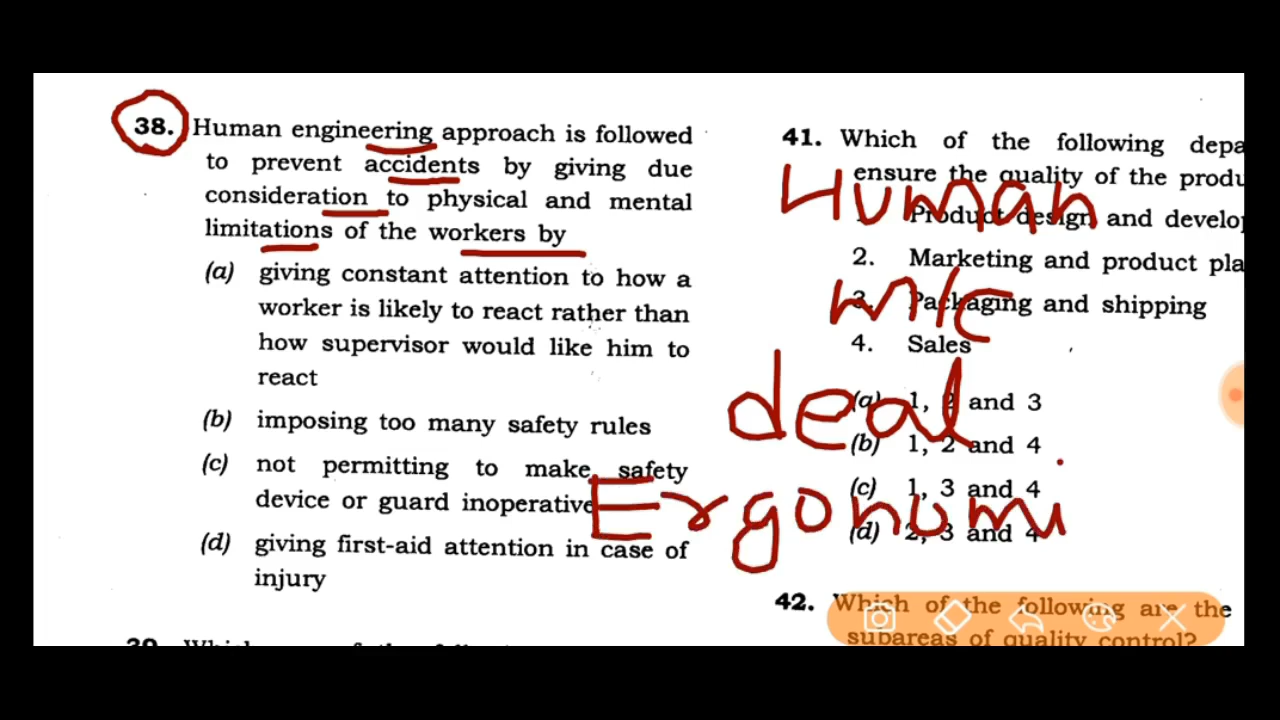 38. Human engineering approach is followed
to prevent accidents by giving due
consideration to physical and mental
limitations of the workers by
(a) giving constant attention to how a
worker is likely to react rather than
how supervisor would like him to
react
(b) imposing too many safety rules
(c) not permitting to make safety
device or guard inoperative
(d) giving first-aid attention in case of
injury
41. Which of the following depa
ensure the quality of the produ
Product design and develop
2. Marketing and product pla
3. Packaging and shipping
4. Sales
(a) 1, 2 and 3
(b) 1, 2 and 4
(c) 1, 3 and 4
(d) 2, 3 and 4
42. Which of the following are the
subareas of quality control?
Human
m/c
deal
Ergonomi